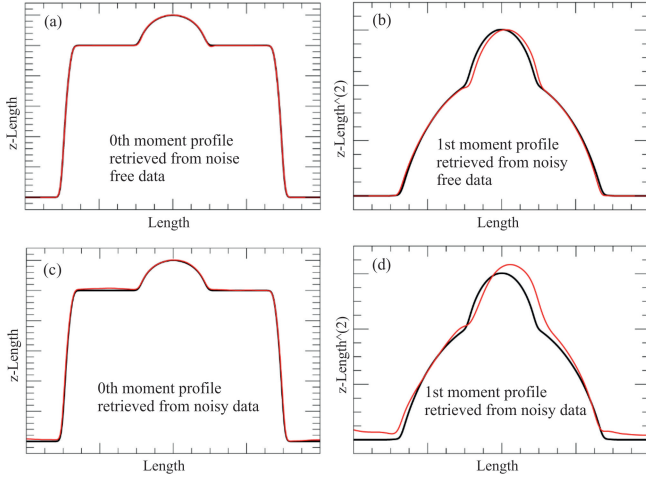 (a)
z-Length
0th moment profile
retrieved from noise
free data
Length
(b)
z-Length^(2)
1st moment profile
retrieved from noisy
free data
Length
(c)
z-Length
0th moment profile
retrieved from noisy data
Length
(d)
z-Length^(2)
1st moment profile
retrieved from noisy data
Length